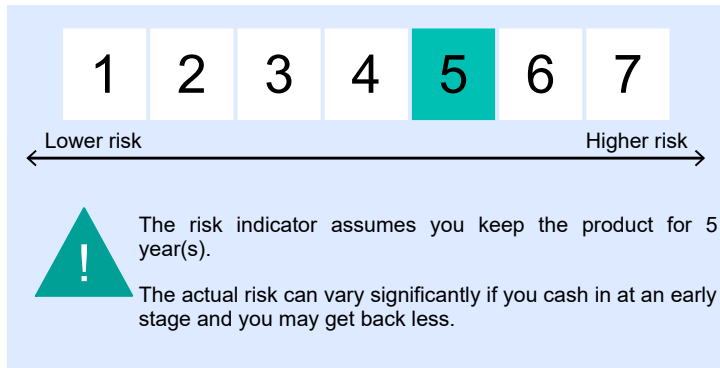 1 2 3 4 5 6 7
Lower risk Higher risk
!
The risk indicator assumes you keep the product for 5
year(s).
The actual risk can vary significantly if you cash in at an early
stage and you may get back less.